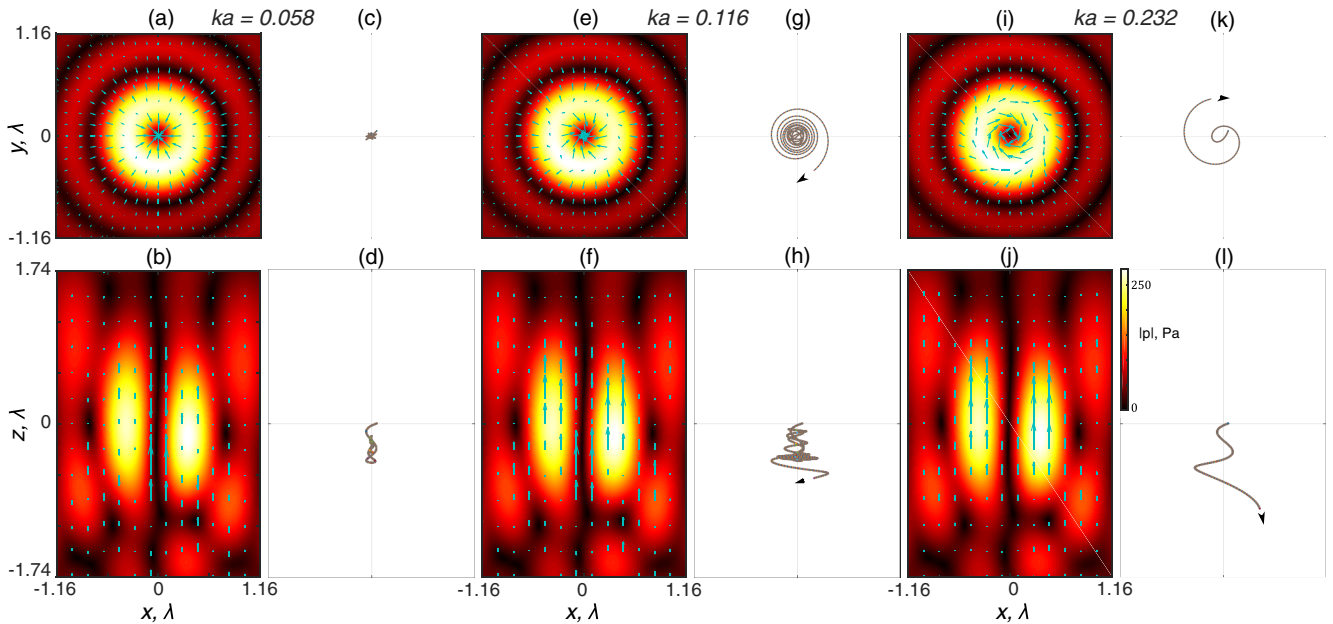 (a) ka = 0.058 (c) (e) ka = 0.116 (g) (i) ka = 0.232 (k)
1.16
y, λ
0
-1.16
(b) (d) (f) (h) (j) (l)
1.74
250
|p|, Pa
0
z, λ
0
-1.74
-1.16 0 1.16 -1.16 0 1.16 -1.16 0 1.16
x, λ x, λ x, λ